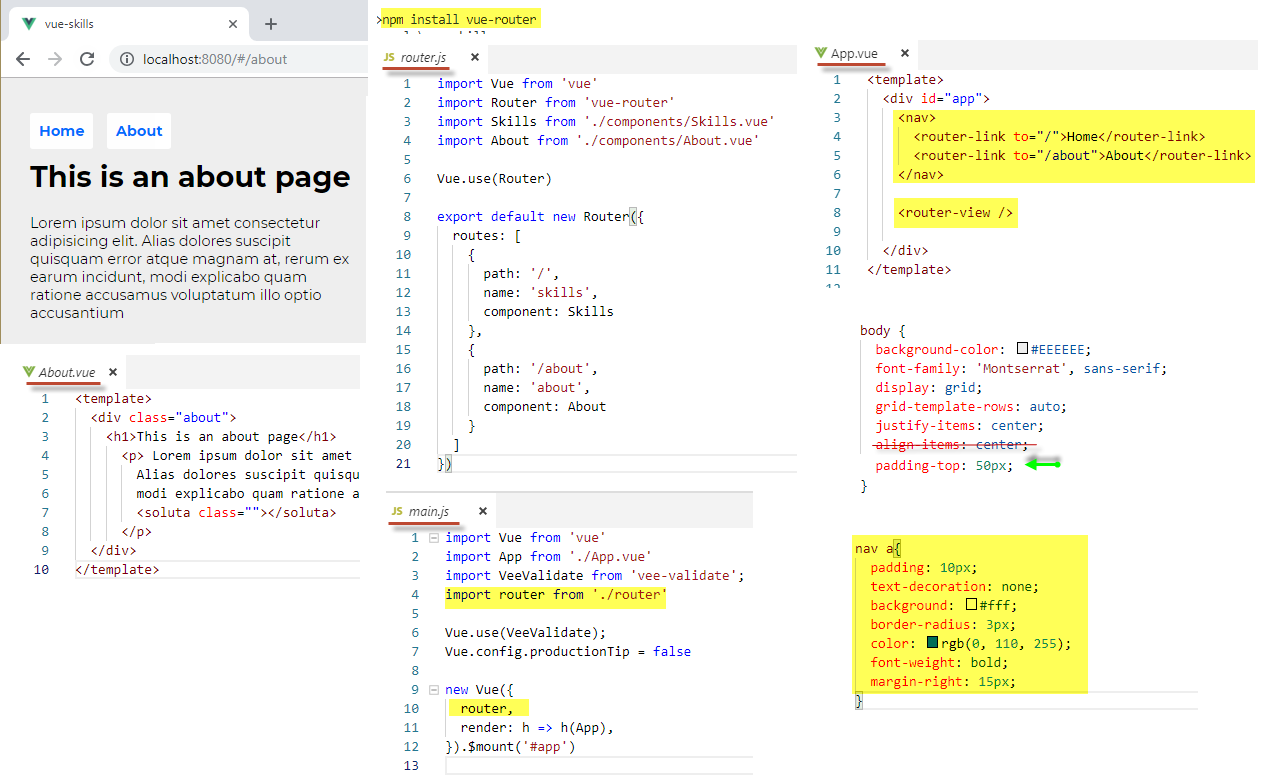 vue-skills
localhost:8080/#/about
Home About
This is an about page
Lorem ipsum dolor sit amet consectetur
adipisicing elit. Alias dolores suscipit
quisquam error atque magnam at, rerum ex
earum incidunt, modi explicabo quam
ratione accusamus voluptatum illo optio
accusantium
About.vue
1 <template>
2 <div class="about">
3 <h1>This is an about page</h1>
4 <p> Lorem ipsum dolor sit amet
5 Alias dolores suscipit quisqu
6 modi explicabo quam ratione a
7 <soluta class=""></soluta>
8 </p>
9 </div>
10 </template>
>npm install vue-router
JS router.js
1 import Vue from 'vue'
2 import Router from 'vue-router'
3 import Skills from './components/Skills.vue'
4 import About from './components/About.vue'
5
6 Vue.use(Router)
7
8 export default new Router({
9 routes: [
10 {
11 path: '/',
12 name: 'skills',
13 component: Skills
14 },
15 {
16 path: '/about',
17 name: 'about',
18 component: About
19 }
20 ]
21 })
JS main.js
1 import Vue from 'vue'
2 import App from './App.vue'
3 import VeeValidate from 'vee-validate';
4 import router from './router'
5
6 Vue.use(VeeValidate);
7 Vue.config.productionTip = false
8
9 new Vue({
10 router,
11 render: h => h(App),
12 }).$mount('#app')
13
App.vue
1 <template>
2 <div id="app">
3 <nav>
4 <router-link to="/">Home</router-link>
5 <router-link to="/about">About</router-link>
6 </nav>
7
8 <router-view />
9
10 </div>
11 </template>
body {
background-color: #EEEEEE;
font-family: 'Montserrat', sans-serif;
display: grid;
grid-template-rows: auto;
justify-items: center;
align-items: center;
padding-top: 50px;
}
nav a{
padding: 10px;
text-decoration: none;
background: #fff;
border-radius: 3px;
color: rgb(0, 110, 255);
font-weight: bold;
margin-right: 15px;
}